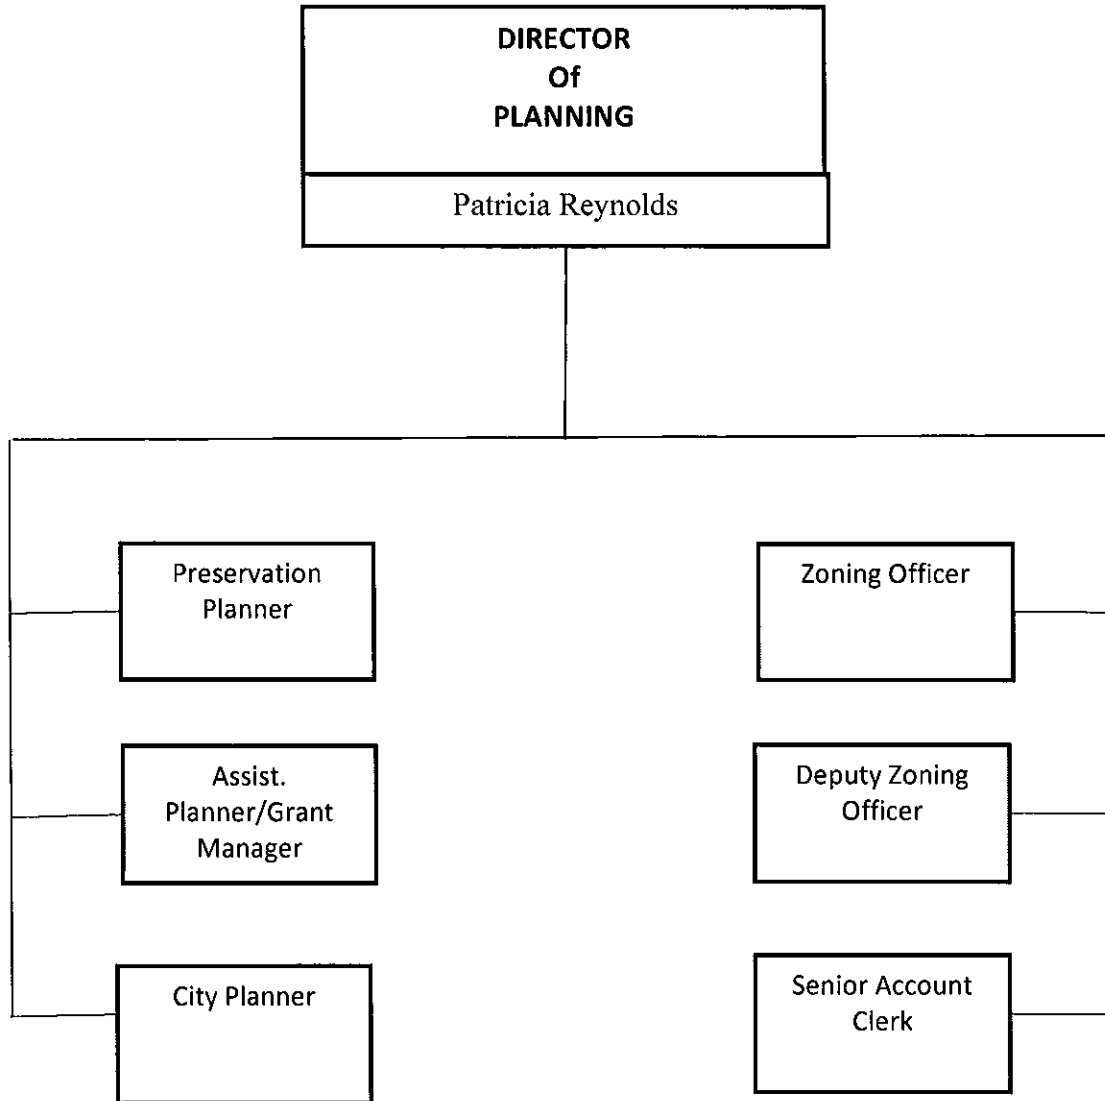 DIRECTOR
Of
PLANNING
Patricia Reynolds
Preservation
Planner
Zoning Officer
Assist.
Planner/Grant
Manager
Deputy Zoning
Officer
City Planner
Senior Account
Clerk